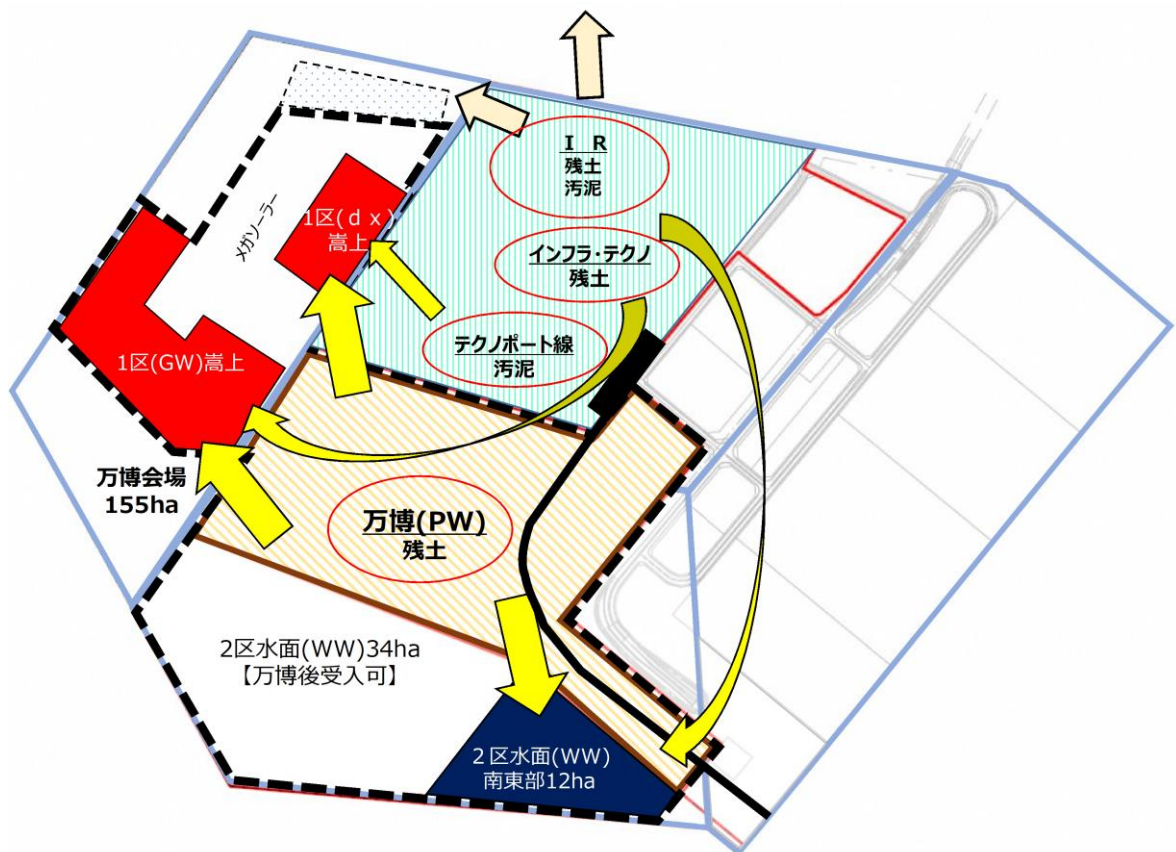 I R
残土
汚泥
メガソーラー
1区(ｄｘ)
嵩上
インフラ・テクノ
残土
テクノポート線
汚泥
1区(GW)嵩上
万博会場
155ha
万博(PW)
残土
2区水面(WW)34ha
【万博後受入可】
２区水面(WW)
南東部12ha